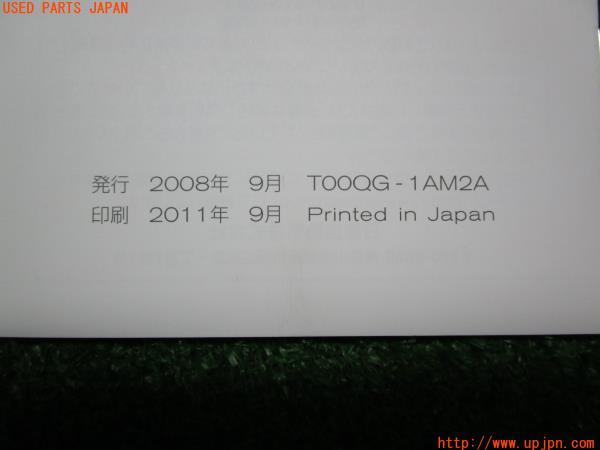 USED PARTS JAPAN
発行 2008年 9月 T00QG-1AM2A
印刷 2011年 9月 Printed in Japan
http://www.upjpn.com/